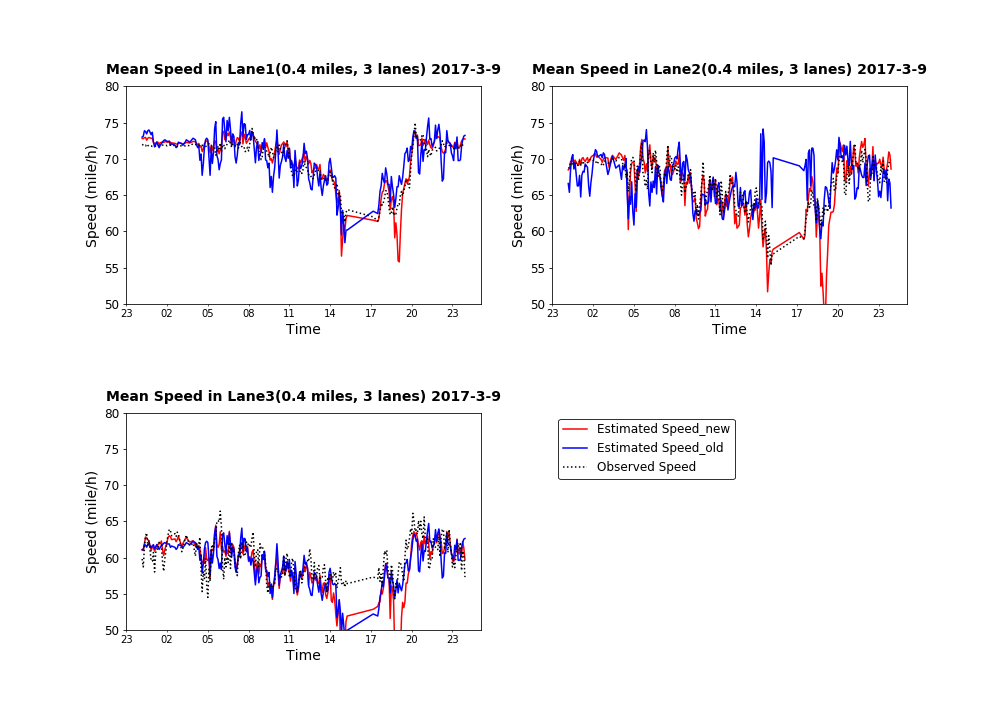 Mean Speed in Lane1(0.4 miles, 3 lanes) 2017-3-9
80
75
70
65
60
55
50
Speed (mile/h)
23 02 05 08 11 14 17 20 23
Time
Mean Speed in Lane2(0.4 miles, 3 lanes) 2017-3-9
80
75
70
65
60
55
50
Speed (mile/h)
23 02 05 08 11 14 17 20 23
Time
Mean Speed in Lane3(0.4 miles, 3 lanes) 2017-3-9
80
75
70
65
60
55
50
Speed (mile/h)
23 02 05 08 11 14 17 20 23
Time
Estimated Speed_new
Estimated Speed_old
Observed Speed